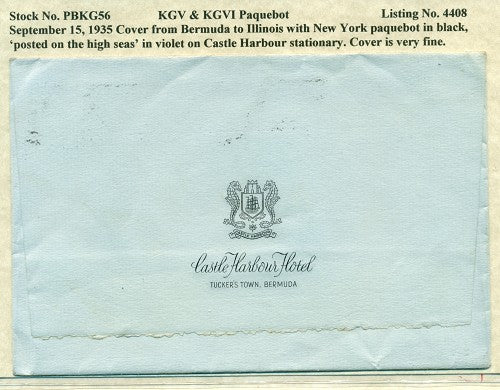 Stock No. PBKG56 KGV & KGVI Paquebot Listing No. 4408
September 15, 1935 Cover from Bermuda to Illinois with New York paquebot in black,
‘posted on the high seas’ in violet on Castle Harbour stationary. Cover is very fine.
CASTLE HARBOUR
Castle Harbour Hotel
TUCKER'S TOWN, BERMUDA